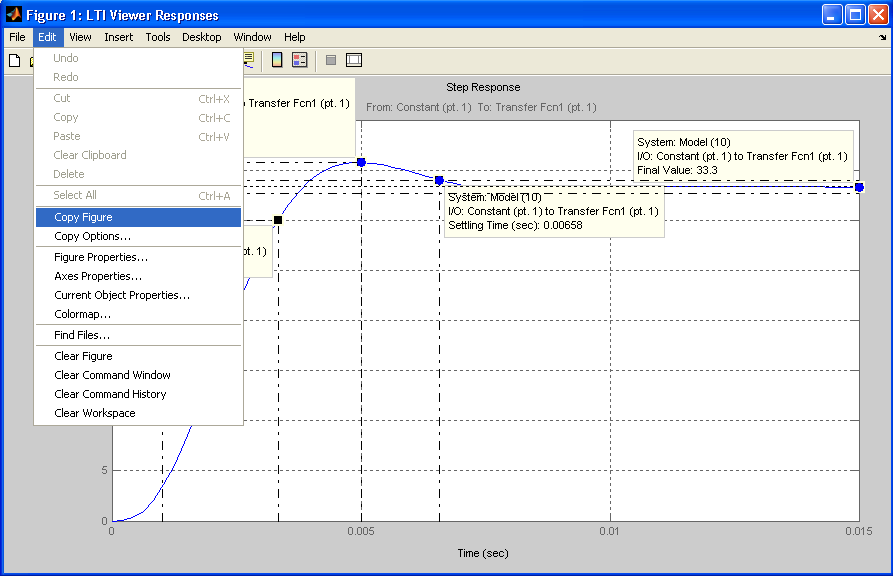 Figure 1: LTI Viewer Responses
File Edit View Insert Tools Desktop Window Help
Undo
Redo
Cut Ctrl+X
Copy Ctrl+C
Paste Ctrl+V
Clear Clipboard
Delete
Select All Ctrl+A
Copy Figure
Copy Options...
Figure Properties...
Axes Properties...
Current Object Properties...
Colormap...
Find Files...
Clear Figure
Clear Command Window
Clear Command History
Clear Workspace
Step Response
From: Constant (pt. 1) To: Transfer Fcn1 (pt. 1)
to Transfer Fcn1 (pt. 1)
System: Model (10)
I/O: Constant (pt. 1) to Transfer Fcn1 (pt. 1)
Final Value: 33.3
System: Model (10)
I/O: Constant (pt. 1) to Transfer Fcn1 (pt. 1)
Settling Time (sec): 0.00658
pt. 1)
5
0
0 0.005 0.01 0.015
Time (sec)